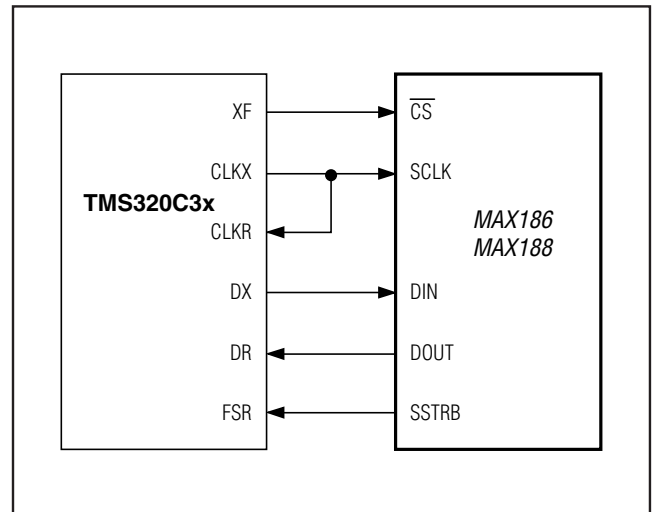 XF
CS
CLKX
SCLK
TMS320C3x
CLKR
MAX186
MAX188
DX
DIN
DR
DOUT
FSR
SSTRB